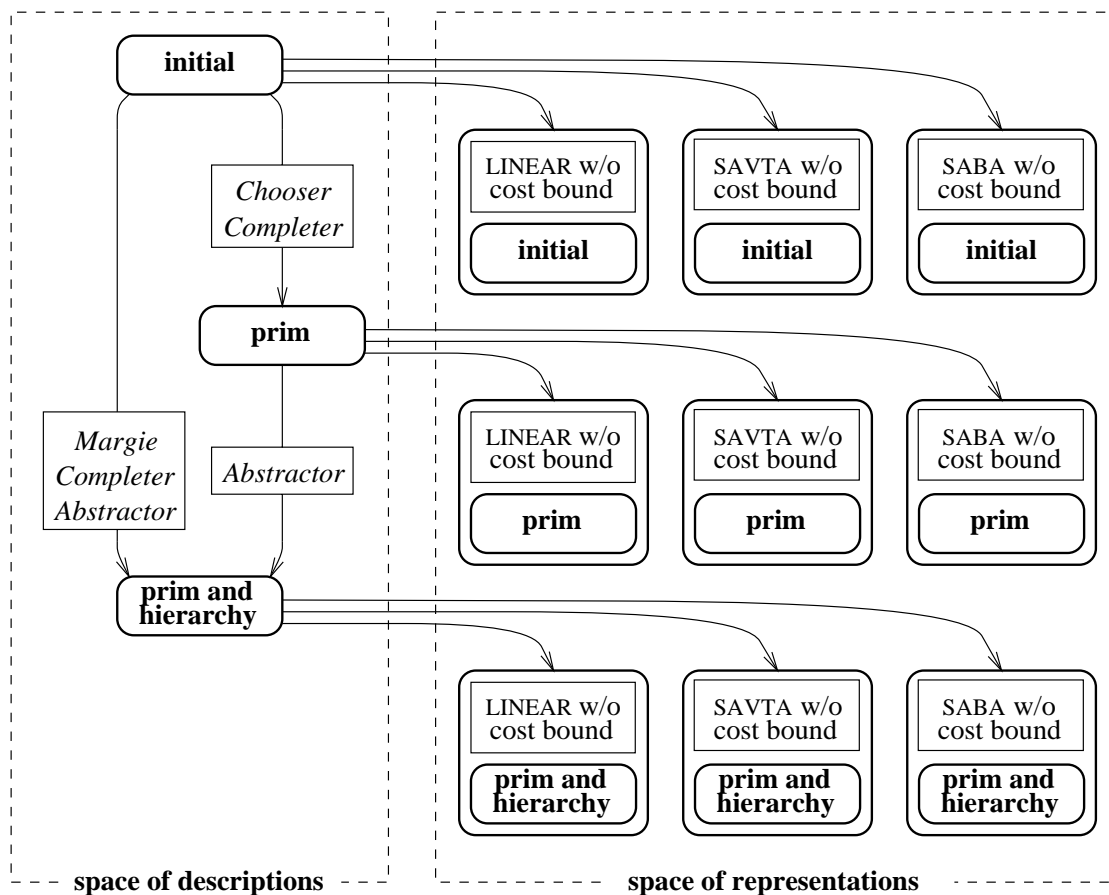 initial
LINEAR w/o
cost bound
initial
SAVTA w/o
cost bound
initial
SABA w/o
cost bound
initial
Chooser
Completer
prim
LINEAR w/o
cost bound
prim
SAVTA w/o
cost bound
prim
SABA w/o
cost bound
prim
Margie
Completer
Abstractor
Abstractor
prim and
hierarchy
LINEAR w/o
cost bound
prim and
hierarchy
SAVTA w/o
cost bound
prim and
hierarchy
SABA w/o
cost bound
prim and
hierarchy
space of descriptions
space of representations